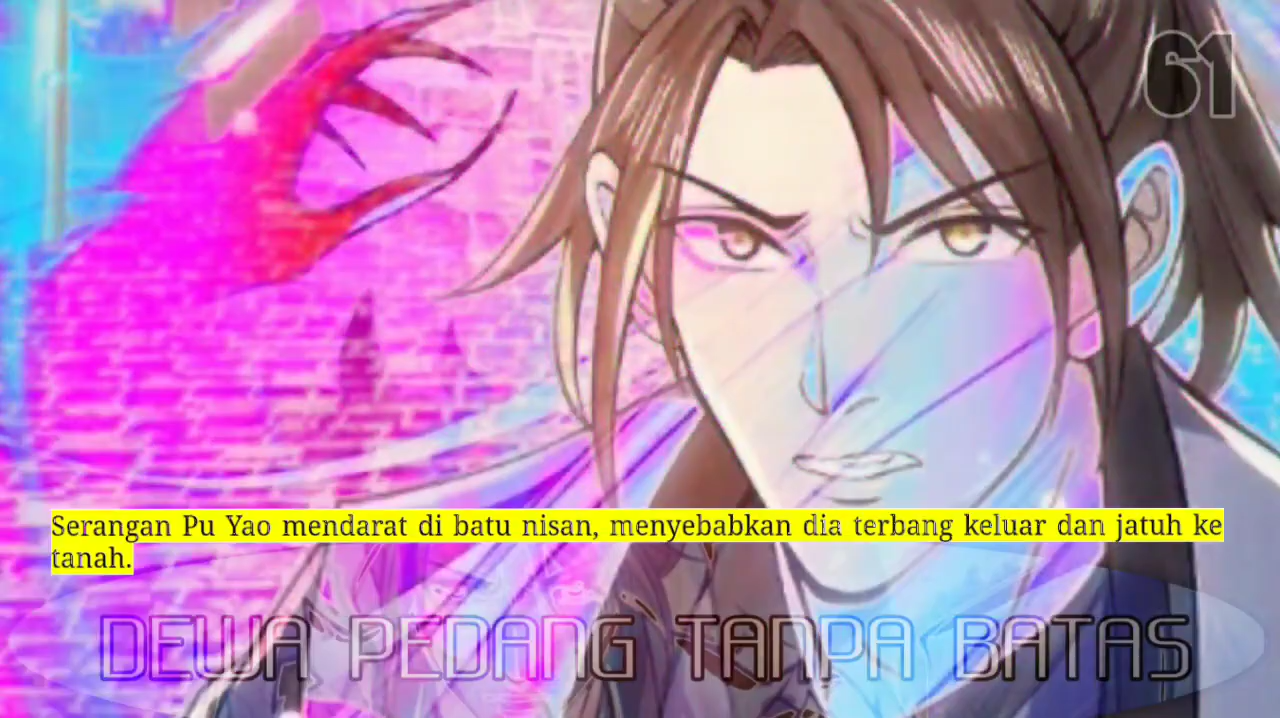 61
Serangan Pu Yao mendarat di batu nisan, menyebabkan dia terbang keluar dan jatuh ke
tanah.
DEWA PEDANG TANPA BATAS